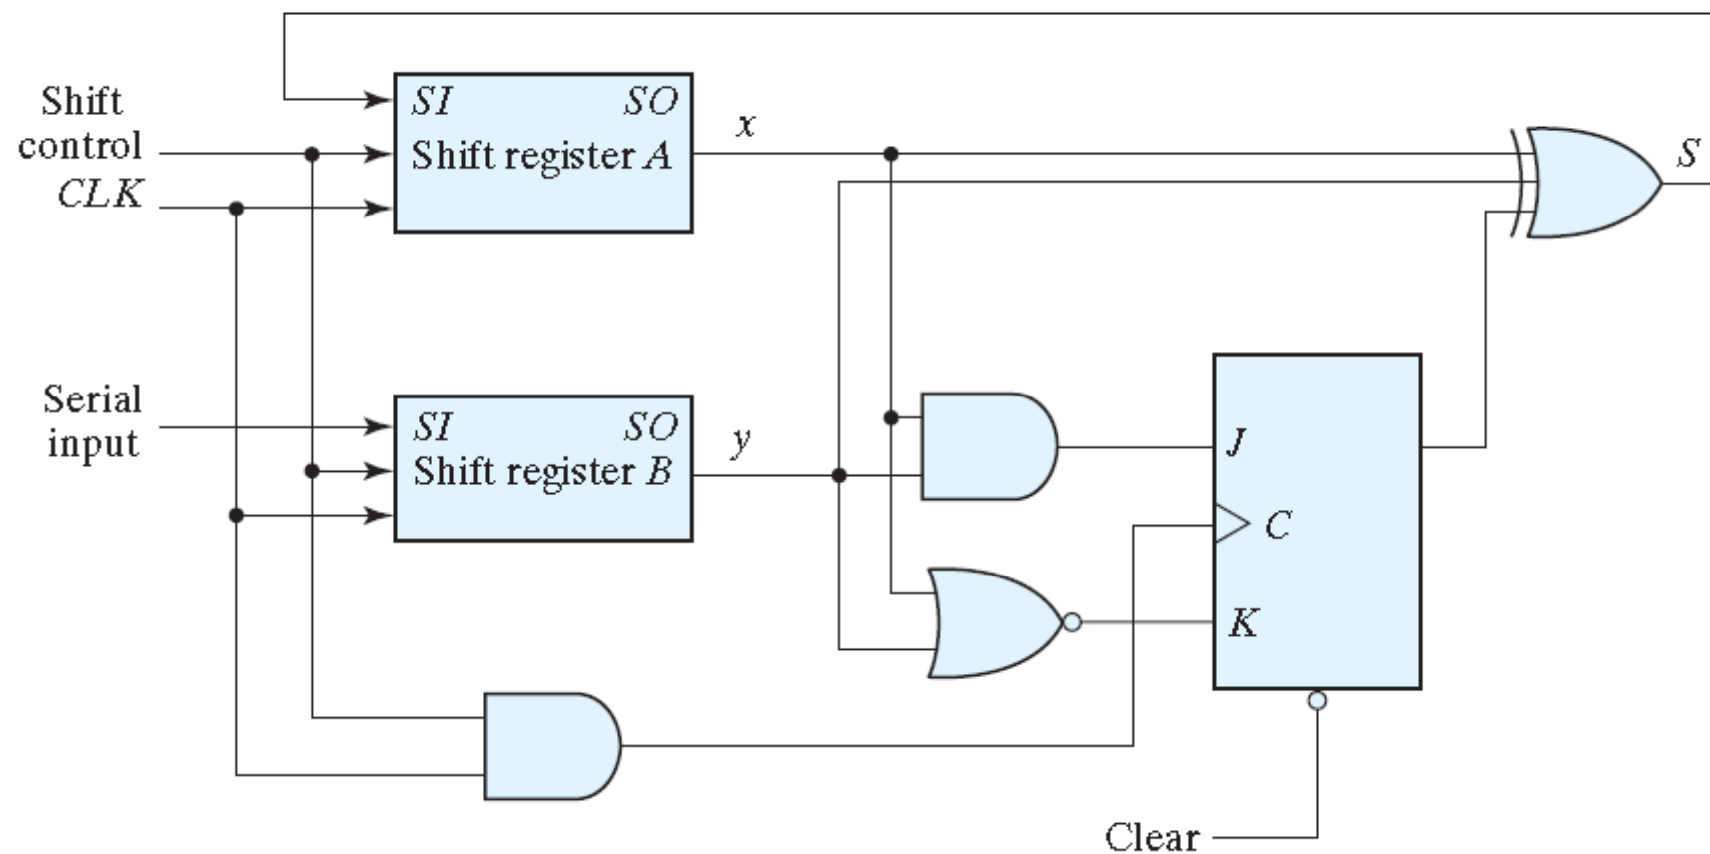 Shift
control
CLK
SI SO
Shift register A
x
S
Serial
input
SI SO
Shift register B
y
J
C
K
Clear